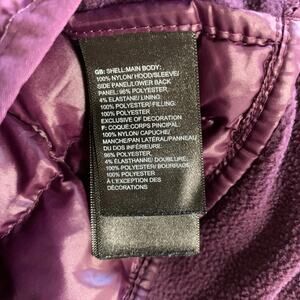 GB: SHELL:MAIN BODY:
100% NYLON/ HOOD/SLEEVE/
SIDE PANEL/LOWER BACK
PANEL: 96% POLYESTER,
4% ELASTANE/ LINING:
100% POLYESTER/FILLING:
100% POLYESTER
EXCLUSIVE OF DECORATION
F: COQUE:CORPS PINCIPAL:
100% NYLON/ CAPUCHE/
MANCHE/PAN LATÉRAL/PANNEAU
DU DOS INFÉRIEURE:
96% POLYESTER,
4% ÉLASTHANNE/ DOUBLURE:
100% POLYESTER/ BOURRAGE:
100% POLYESTER
À L'EXCEPTION DES
DÉCORATIONS